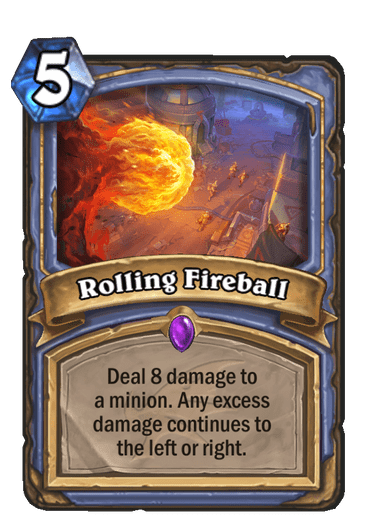 5
Rolling Fireball
Deal 8 damage to
a minion. Any excess
damage continues to
the left or right.